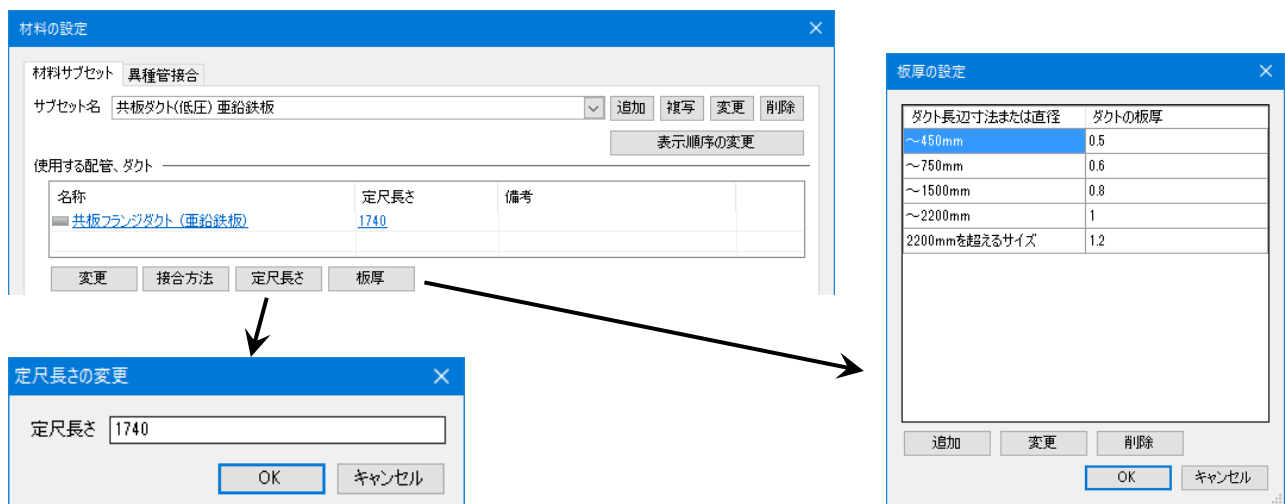 材料の設定
材料サブセット 異種管接合
サブセット名 共板ダクト(低圧) 亜鉛鉄板 追加 複写 変更 削除
表示順序の変更
使用する配管、ダクト
名称 定尺長さ 備考
共板フランジダクト（亜鉛鉄板） 1740
変更 接合方法 定尺長さ 板厚
定尺長さの変更
定尺長さ 1740
OK キャンセル
板厚の設定
ダクト長辺寸法または直径 ダクトの板厚
～450mm 0.5
～750mm 0.6
～1500mm 0.8
～2200mm 1
2200mmを超えるサイズ 1.2
追加 変更 削除
OK キャンセル